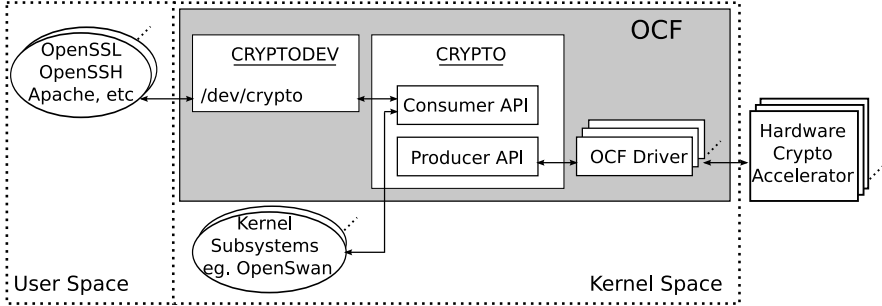 OCF
OpenSSL
OpenSSH
Apache, etc
CRYPTODEV
/dev/crypto
CRYPTO
Consumer API
Producer API
OCF Driver
Hardware
Crypto
Accelerator
Kernel
Subsystems
eg. OpenSwan
User Space
Kernel Space